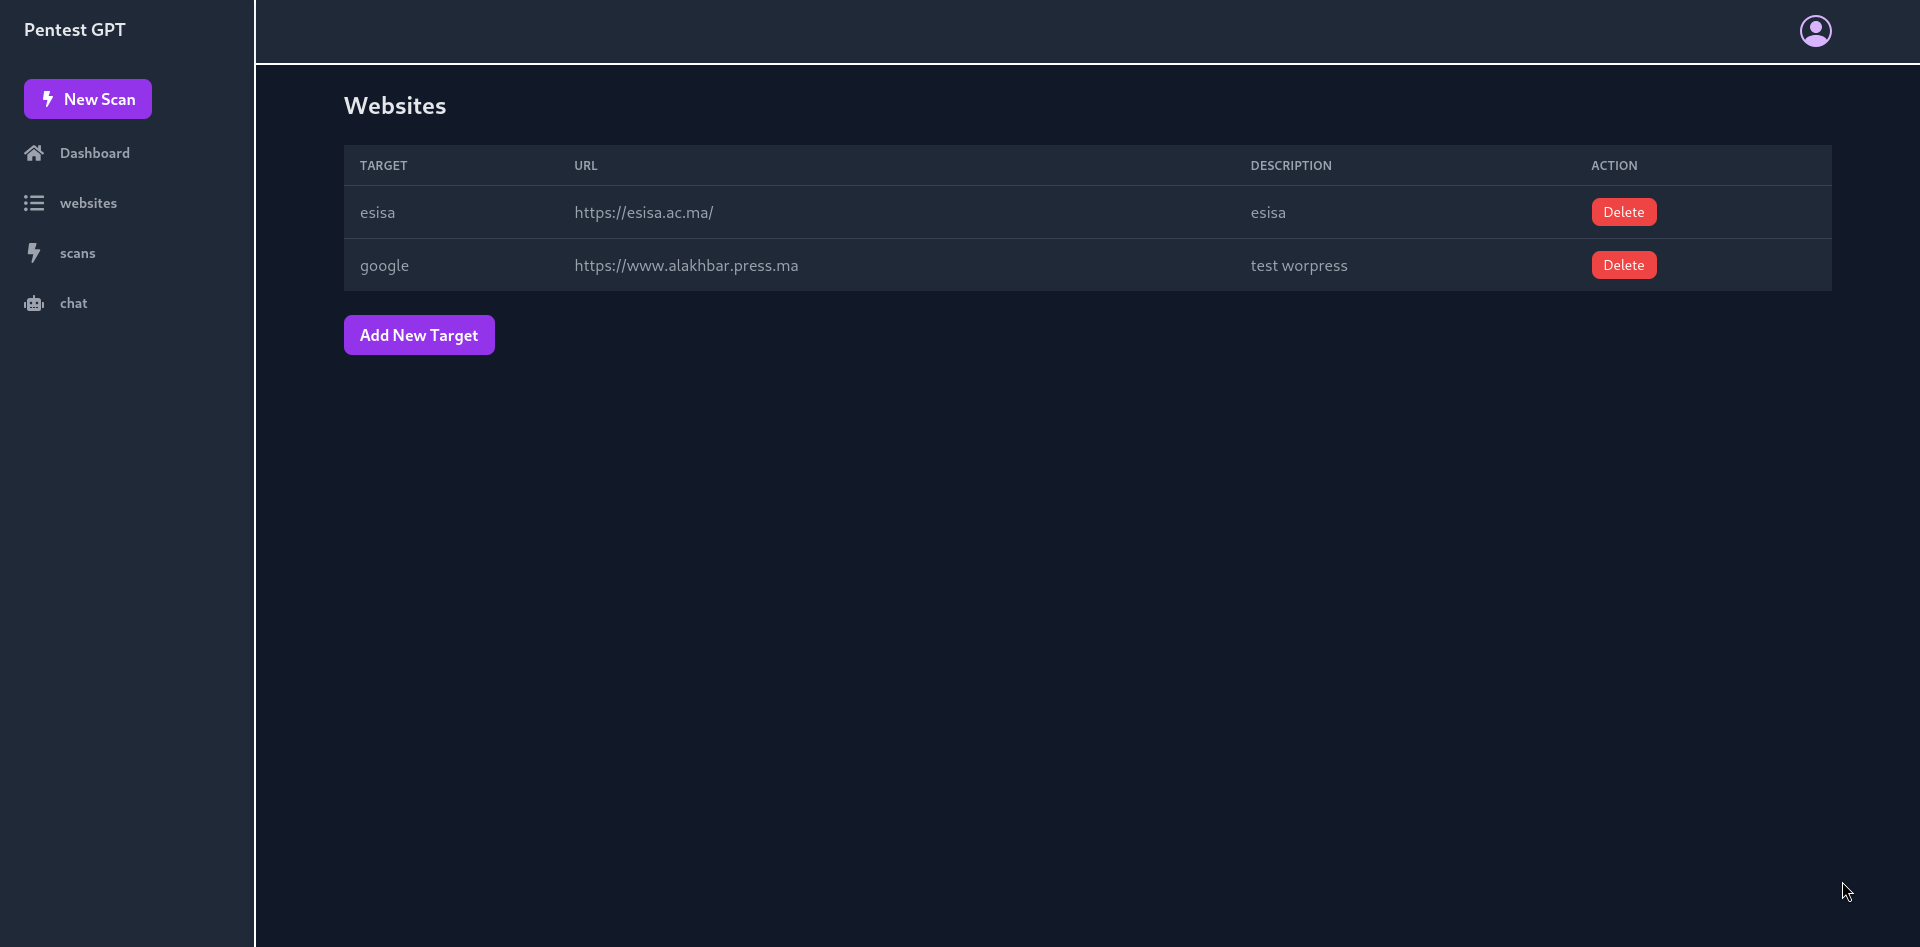 Pentest GPT
New Scan
Dashboard
websites
scans
chat
Websites
TARGET URL DESCRIPTION ACTION
esisa https://esisa.ac.ma/ esisa Delete
google https://www.alakhbar.press.ma test worpress Delete
Add New Target